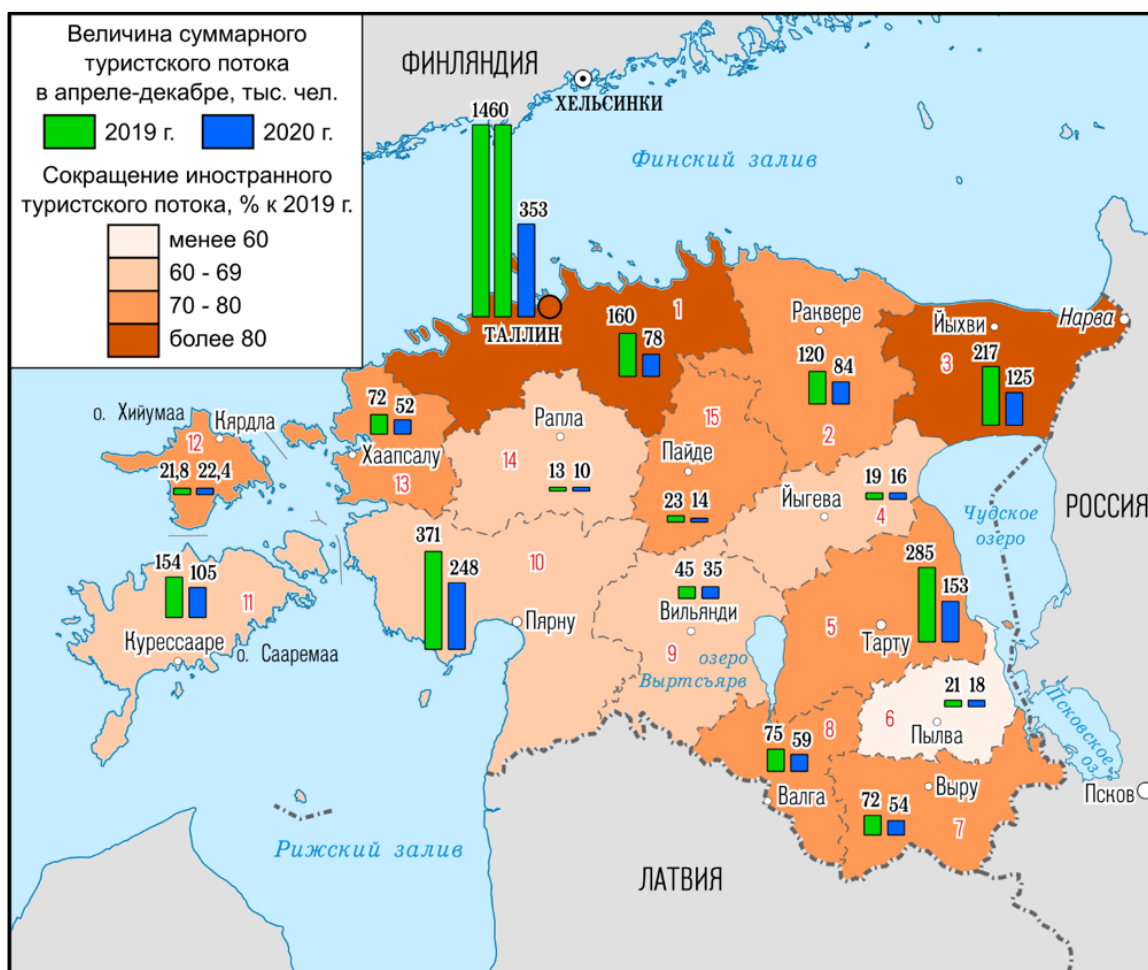 Величина суммарного
туристского потока
в апреле-декабре, тыс. чел.
2019 г.
2020 г.
Сокращение иностранного
туристского потока, % к 2019 г.
менее 60
60 - 69
70 - 80
более 80
ФИНЛЯНДИЯ
ХЕЛЬСИНКИ
Финский залив
1460
353
ТАЛЛИН
160
78
1
Раквере
120
84
2
Йыхви
Нарва
3
217
125
о. Хийумаа
Кярдла
12
21,8
22,4
72
52
Хаапсалу
13
Рапла
14
13
10
15
Пайде
23
14
19
16
Йыгева
4
Чудское
озеро
РОССИЯ
154
105
11
Курессааре
о. Сааремаа
371
248
10
Пярну
45
35
Вильянди
9
озеро
Выртсъярв
285
153
5
Тарту
21
18
6
Пылва
Псковское
оз.
75
59
8
Валга
Выру
72
54
7
Псков
Рижский залив
ЛАТВИЯ